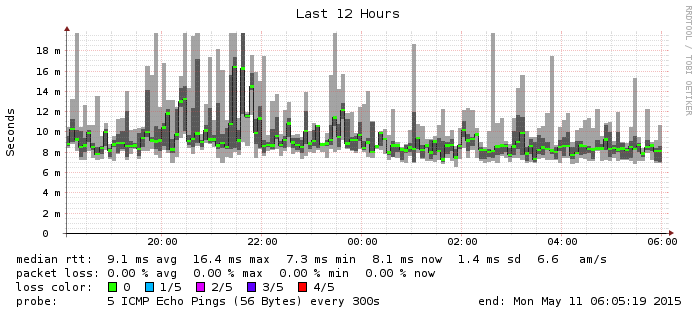 Last 12 Hours
RRDTOOL / TOBI OETIKER
Seconds
18 m
16 m
14 m
12 m
10 m
8 m
6 m
4 m
2 m
0
20:00 22:00 00:00 02:00 04:00 06:00
median rtt: 9.1 ms avg 16.4 ms max 7.3 ms min 8.1 ms now 1.4 ms sd 6.6 am/s
packet loss: 0.00 % avg 0.00 % max 0.00 % min 0.00 % now
loss color: 0 1/5 2/5 3/5 4/5
probe: 5 ICMP Echo Pings (56 Bytes) every 300s end: Mon May 11 06:05:19 2015